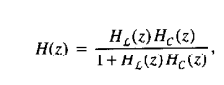 H(z) = \frac{H_L(z) H_C(z)}{1 + H_L(z) H_C(z)},